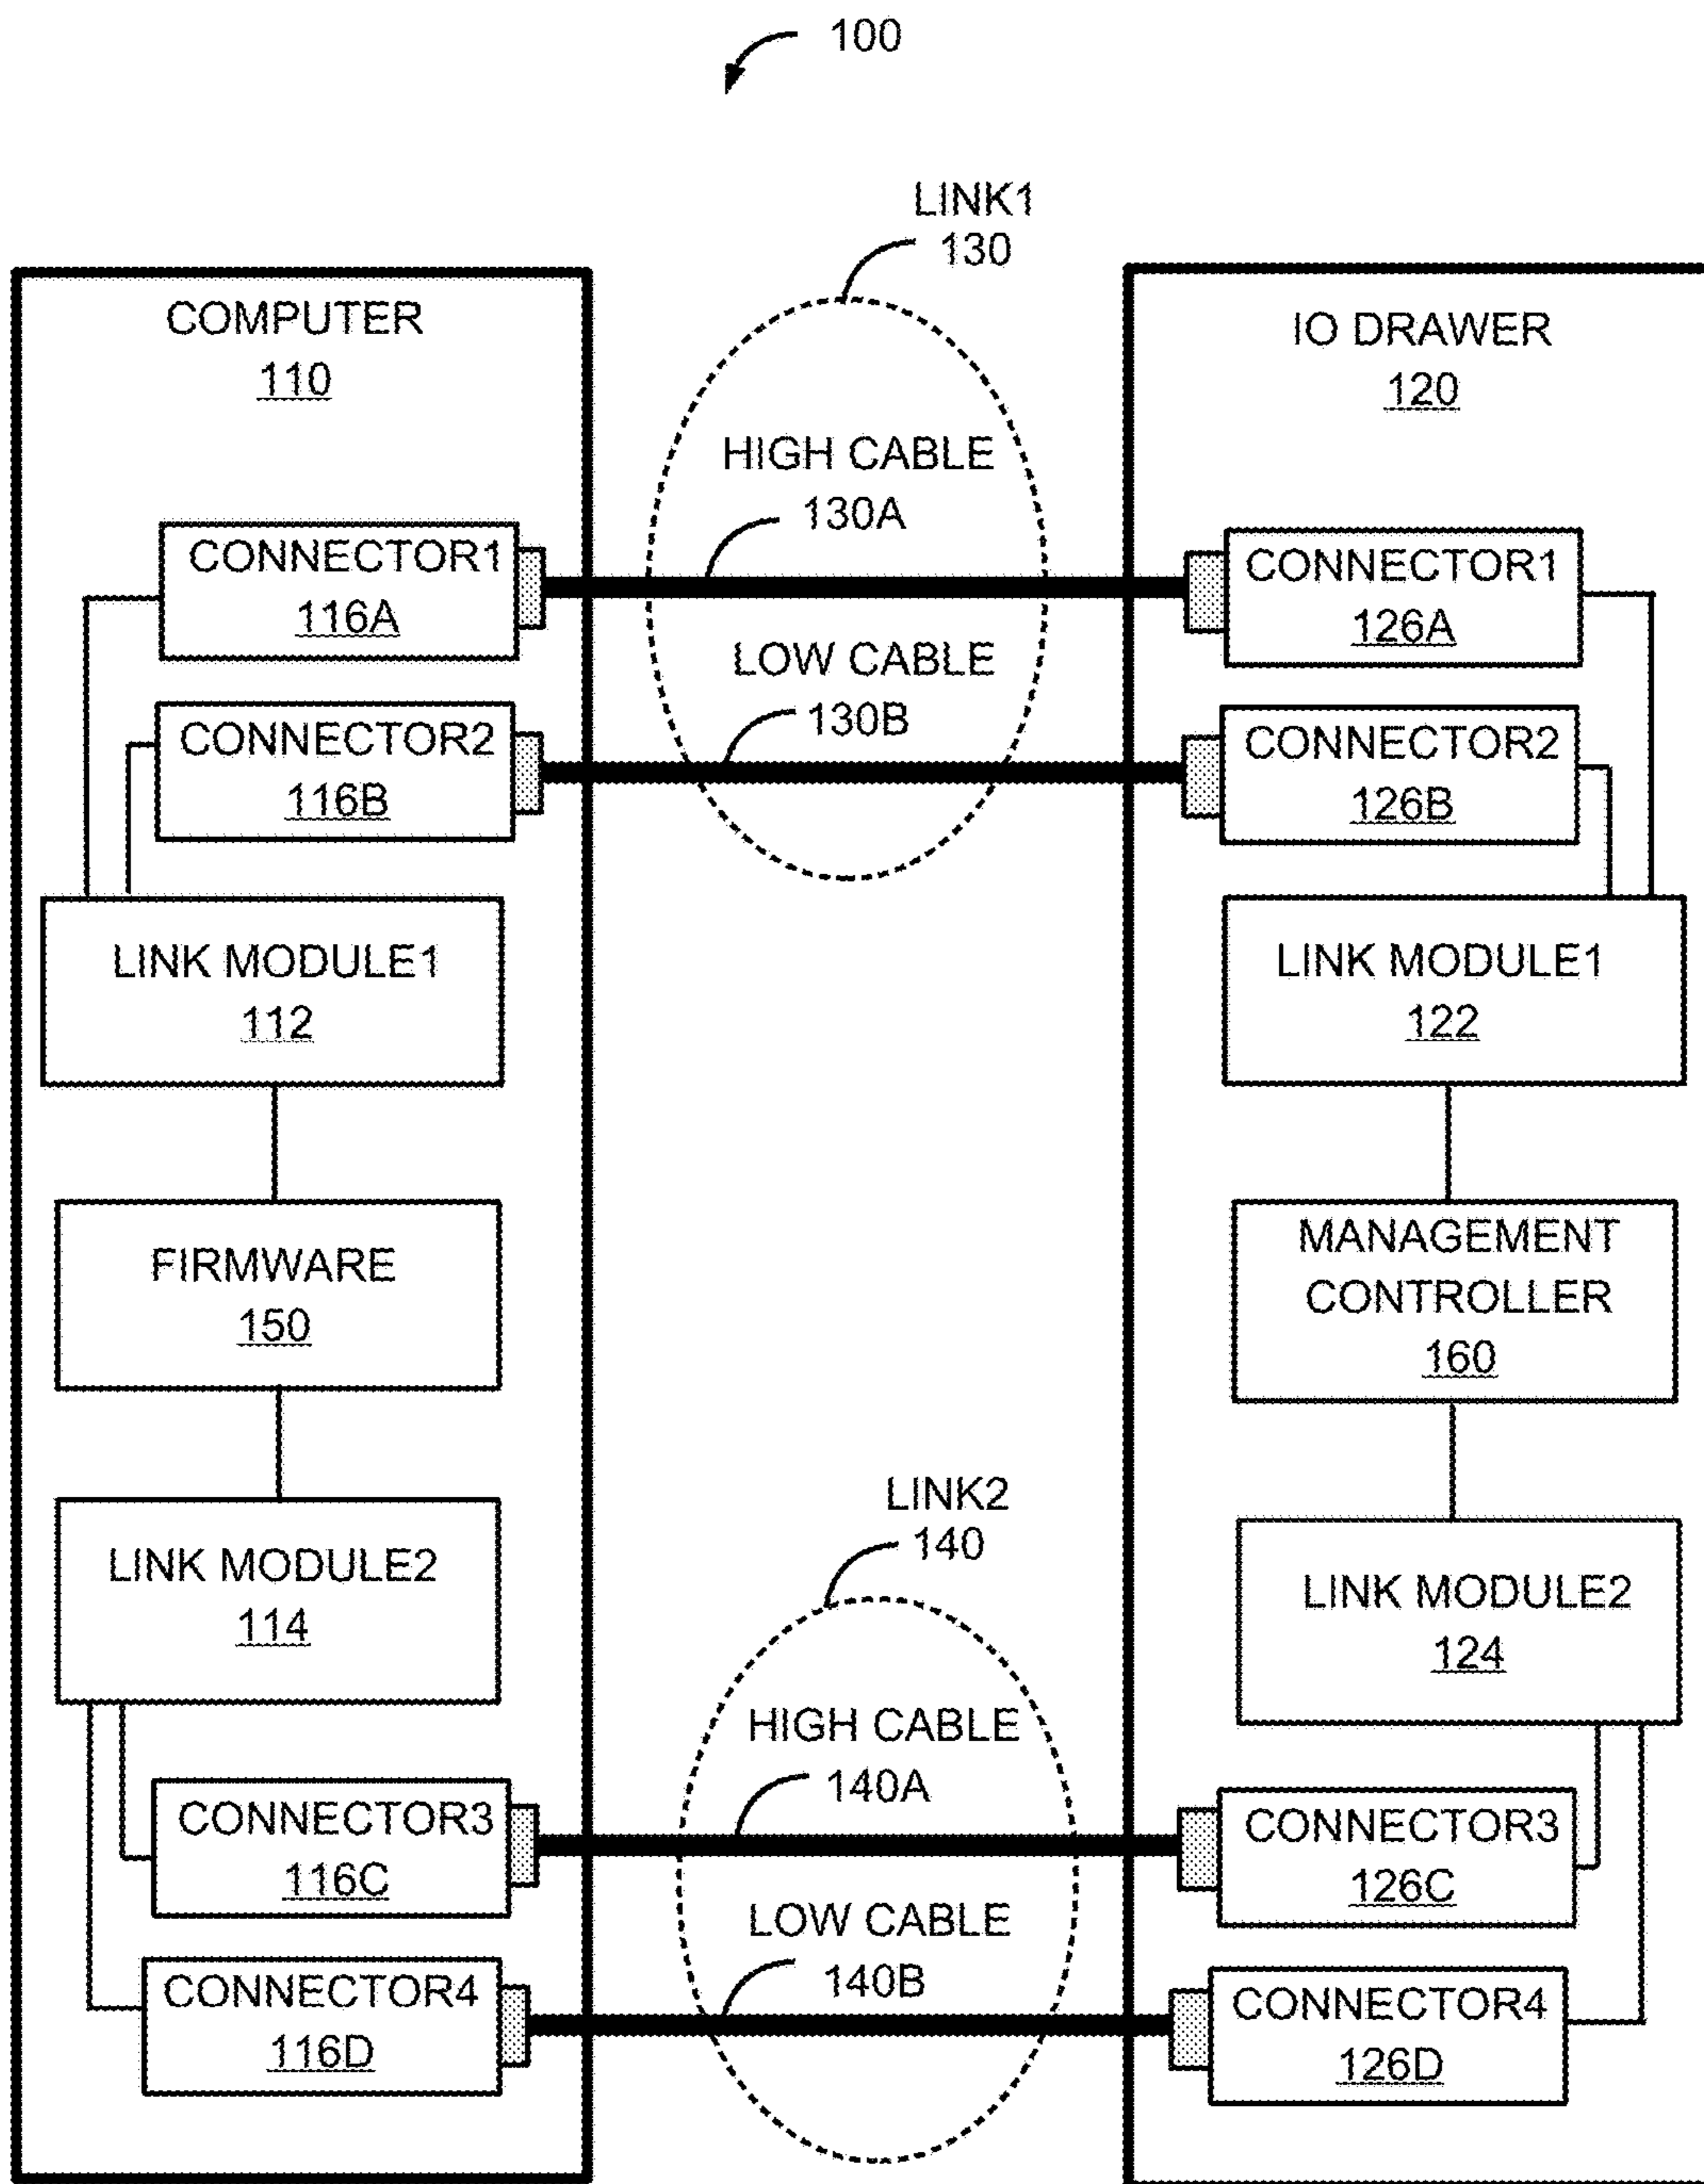 100
LINK1
130
COMPUTER
110
IO DRAWER
120
HIGH CABLE
130A
CONNECTOR1
116A
CONNECTOR1
126A
LOW CABLE
130B
CONNECTOR2
116B
CONNECTOR2
126B
LINK MODULE1
112
LINK MODULE1
122
FIRMWARE
150
MANAGEMENT
CONTROLLER
160
LINK2
140
LINK MODULE2
114
LINK MODULE2
124
HIGH CABLE
140A
CONNECTOR3
116C
CONNECTOR3
126C
LOW CABLE
140B
CONNECTOR4
116D
CONNECTOR4
126D